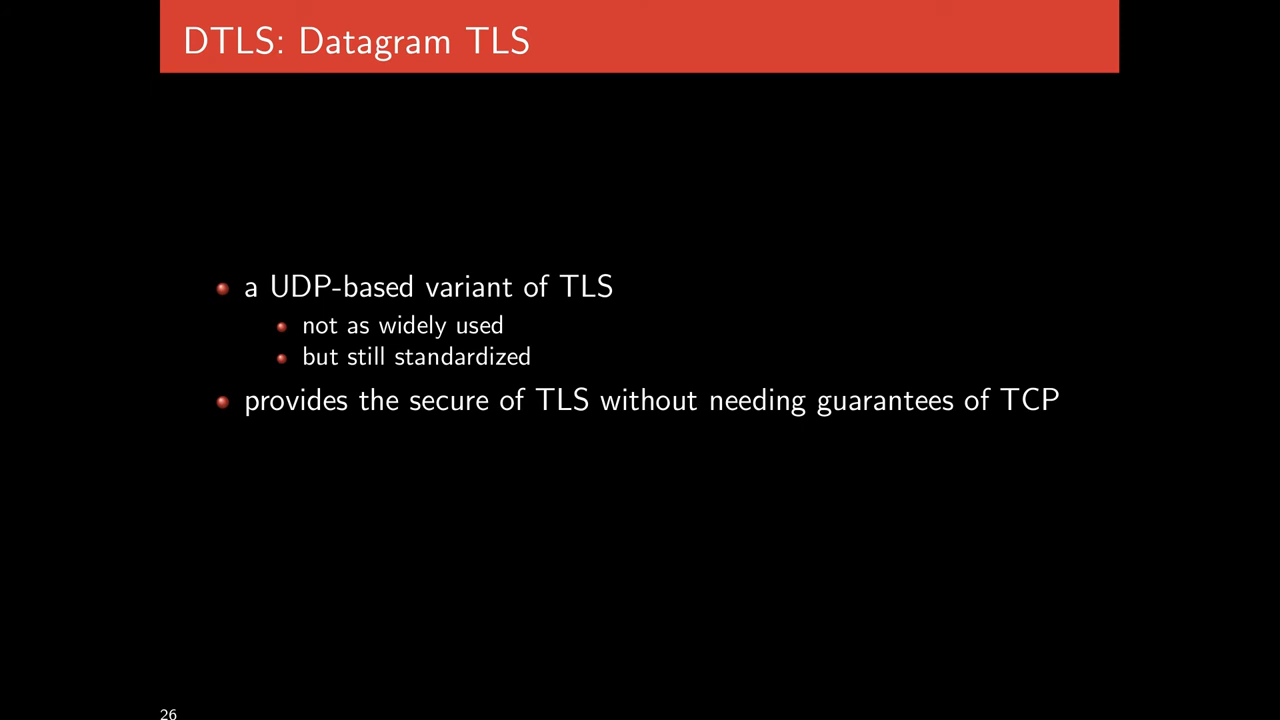 DTLS: Datagram TLS
a UDP-based variant of TLS
not as widely used
but still standardized
provides the secure of TLS without needing guarantees of TCP
26